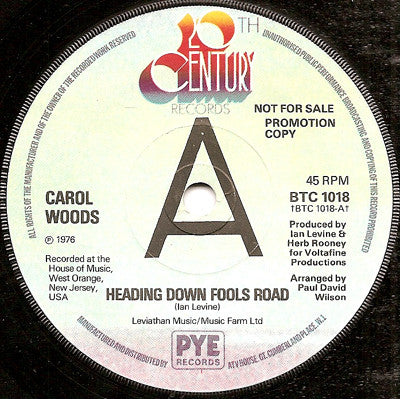 20TH
CENTURY
RECORDS
ALL RIGHTS OF THE MANUFACTURER AND OF THE OWNER OF THE RECORDED WORK RESERVED
UNAUTHORISED PUBLIC PERFORMANCE BROADCASTING AND COPYING OF THIS RECORD PROHIBITED
NOT FOR SALE
PROMOTION
COPY
A
CAROL
WOODS
℗ 1976
45 RPM
BTC 1018
†BTC 1018-A†
Produced by
Ian Levine &
Herb Rooney
for Voltafine
Productions
Recorded at the
House of Music,
West Orange,
New Jersey,
USA
Arranged by
Paul David
Wilson
HEADING DOWN FOOLS ROAD
(Ian Levine)
Leviathan Music/Music Farm Ltd
MANUFACTURED AND DISTRIBUTED BY
PYE
RECORDS
ATV HOUSE GT. CUMBERLAND PLACE, W.1.